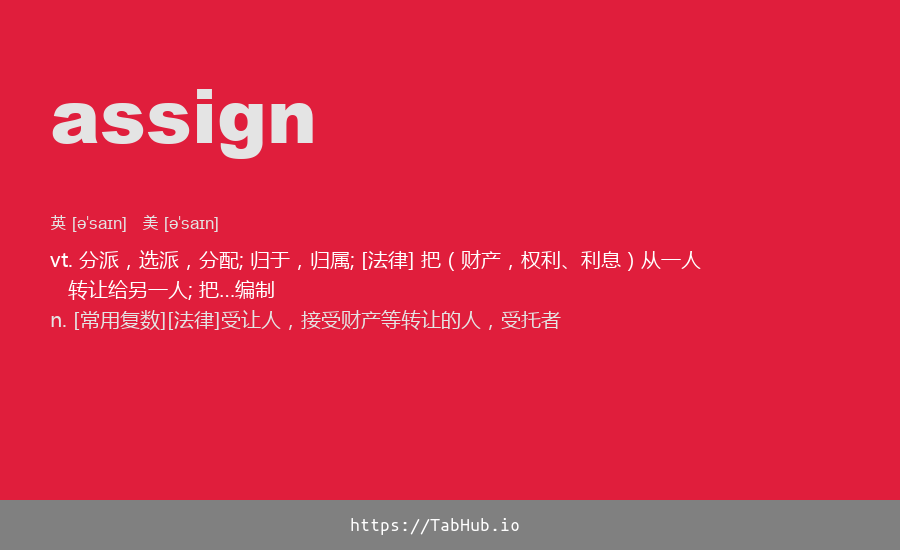 assign
英 [ə'saɪn] 美 [ə'saɪn]
vt. 分派，选派，分配; 归于，归属; [法律] 把（财产，权利、利息）从一人
转让给另一人; 把…编制
n. [常用复数][法律]受让人，接受财产等转让的人，受托者
https://TabHub.io